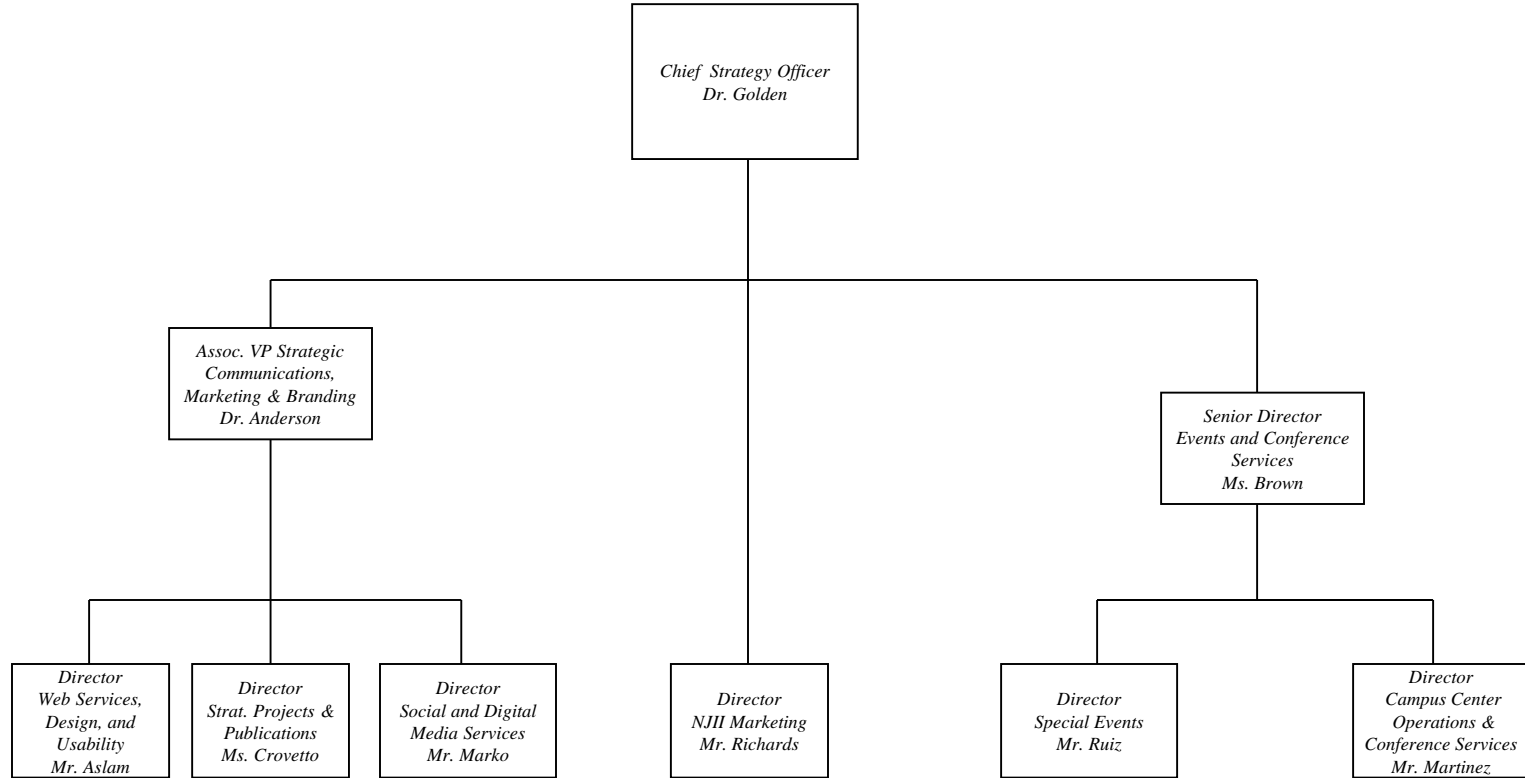 Chief Strategy Officer
Dr. Golden
Assoc. VP Strategic
Communications,
Marketing & Branding
Dr. Anderson
Senior Director
Events and Conference
Services
Ms. Brown
Director
Web Services,
Design, and
Usability
Mr. Aslam
Director
Strat. Projects &
Publications
Ms. Crovetto
Director
Social and Digital
Media Services
Mr. Marko
Director
NJII Marketing
Mr. Richards
Director
Special Events
Mr. Ruiz
Director
Campus Center
Operations &
Conference Services
Mr. Martinez